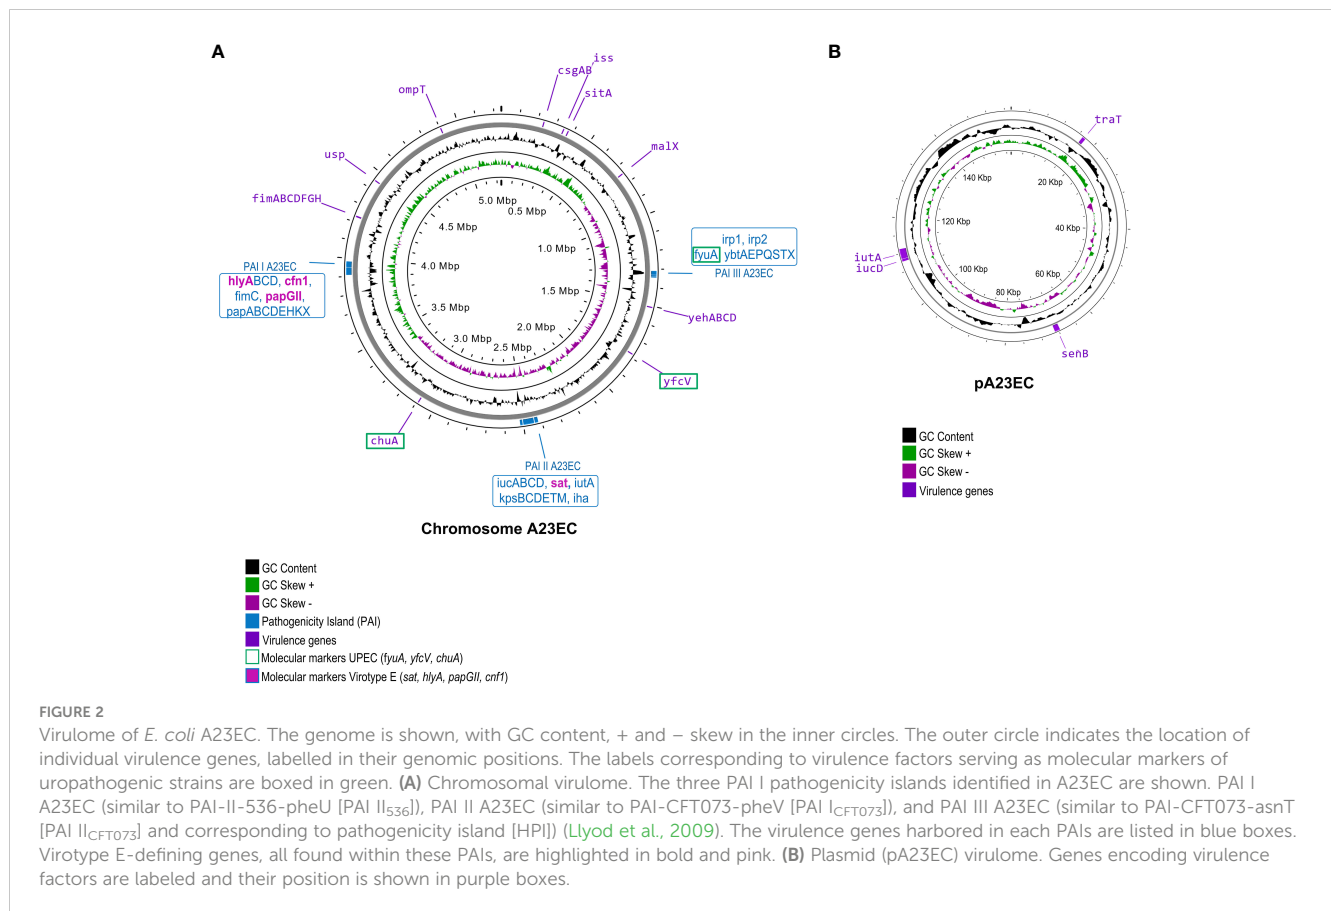 A
B
iss
csgAB
sitA
ompT
malX
usp
fimABCDFGH
5.0 Mbp
0.5 Mbp
4.5 Mbp
1.0 Mbp
4.0 Mbp
1.5 Mbp
3.5 Mbp
2.0 Mbp
3.0 Mbp
2.5 Mbp
irp1, irp2
fyuA ybtAEPQSTX
PAI III A23EC
PAI I A23EC
hlyABCD, cfn1,
fimC, papGII,
papABCDEHKX
yehABCD
yfcV
chuA
PAI II A23EC
iucABCD, sat, iutA
kpsBCDETM, iha
Chromosome A23EC
GC Content
GC Skew +
GC Skew -
Pathogenicity Island (PAI)
Virulence genes
Molecular markers UPEC (fyuA, yfcV, chuA)
Molecular markers Virotype E (sat, hlyA, papGII, cnf1)
traT
140 Kbp
20 Kbp
120 Kbp
40 Kbp
iutA
iucD
100 Kbp
60 Kbp
80 Kbp
senB
pA23EC
GC Content
GC Skew +
GC Skew -
Virulence genes
FIGURE 2
Virulome of E. coli A23EC. The genome is shown, with GC content, + and – skew in the inner circles. The outer circle indicates the location of
individual virulence genes, labelled in their genomic positions. The labels corresponding to virulence factors serving as molecular markers of
uropathogenic strains are boxed in green. (A) Chromosomal virulome. The three PAI I pathogenicity islands identified in A23EC are shown. PAI I
A23EC (similar to PAI-II-536-pheU [PAI II536]), PAI II A23EC (similar to PAI-CFT073-pheV [PAI ICFT073]), and PAI III A23EC (similar to PAI-CFT073-asnT
[PAI IICFT073] and corresponding to pathogenicity island [HPI]) (Llyod et al., 2009). The virulence genes harbored in each PAIs are listed in blue boxes.
Virotype E-defining genes, all found within these PAIs, are highlighted in bold and pink. (B) Plasmid (pA23EC) virulome. Genes encoding virulence
factors are labeled and their position is shown in purple boxes.